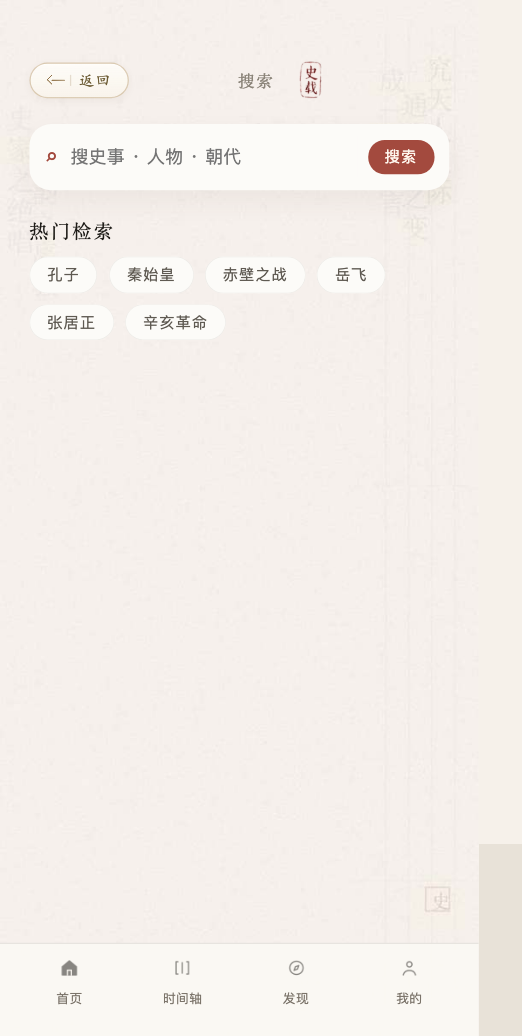 返回
搜索
史载
搜史事 · 人物 · 朝代
搜索
热门检索
孔子
秦始皇
赤壁之战
岳飞
张居正
辛亥革命
史
首页
时间轴
发现
我的